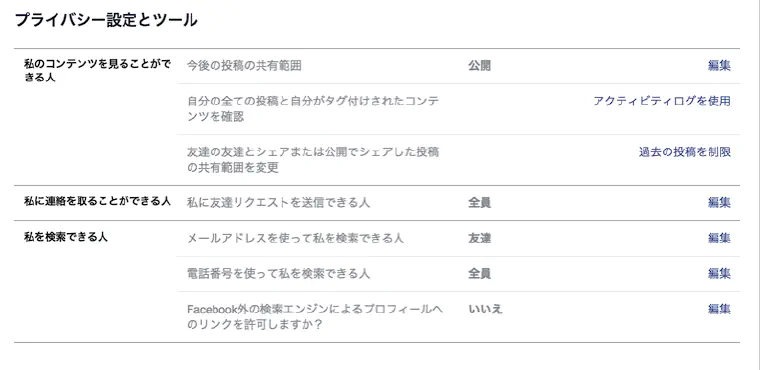 プライバシー設定とツール
私のコンテンツを見ることがで
きる人
今後の投稿の共有範囲
公開
編集
自分の全ての投稿と自分がタグ付けされたコンテ
ンツを確認
アクティビティログを使用
友達の友達とシェアまたは公開でシェアした投稿
の共有範囲を変更
過去の投稿を制限
私に連絡を取ることができる人
私に友達リクエストを送信できる人
全員
編集
私を検索できる人
メールアドレスを使って私を検索できる人
友達
編集
電話番号を使って私を検索できる人
全員
編集
Facebook外の検索エンジンによるプロフィールへ
のリンクを許可しますか？
いいえ
編集